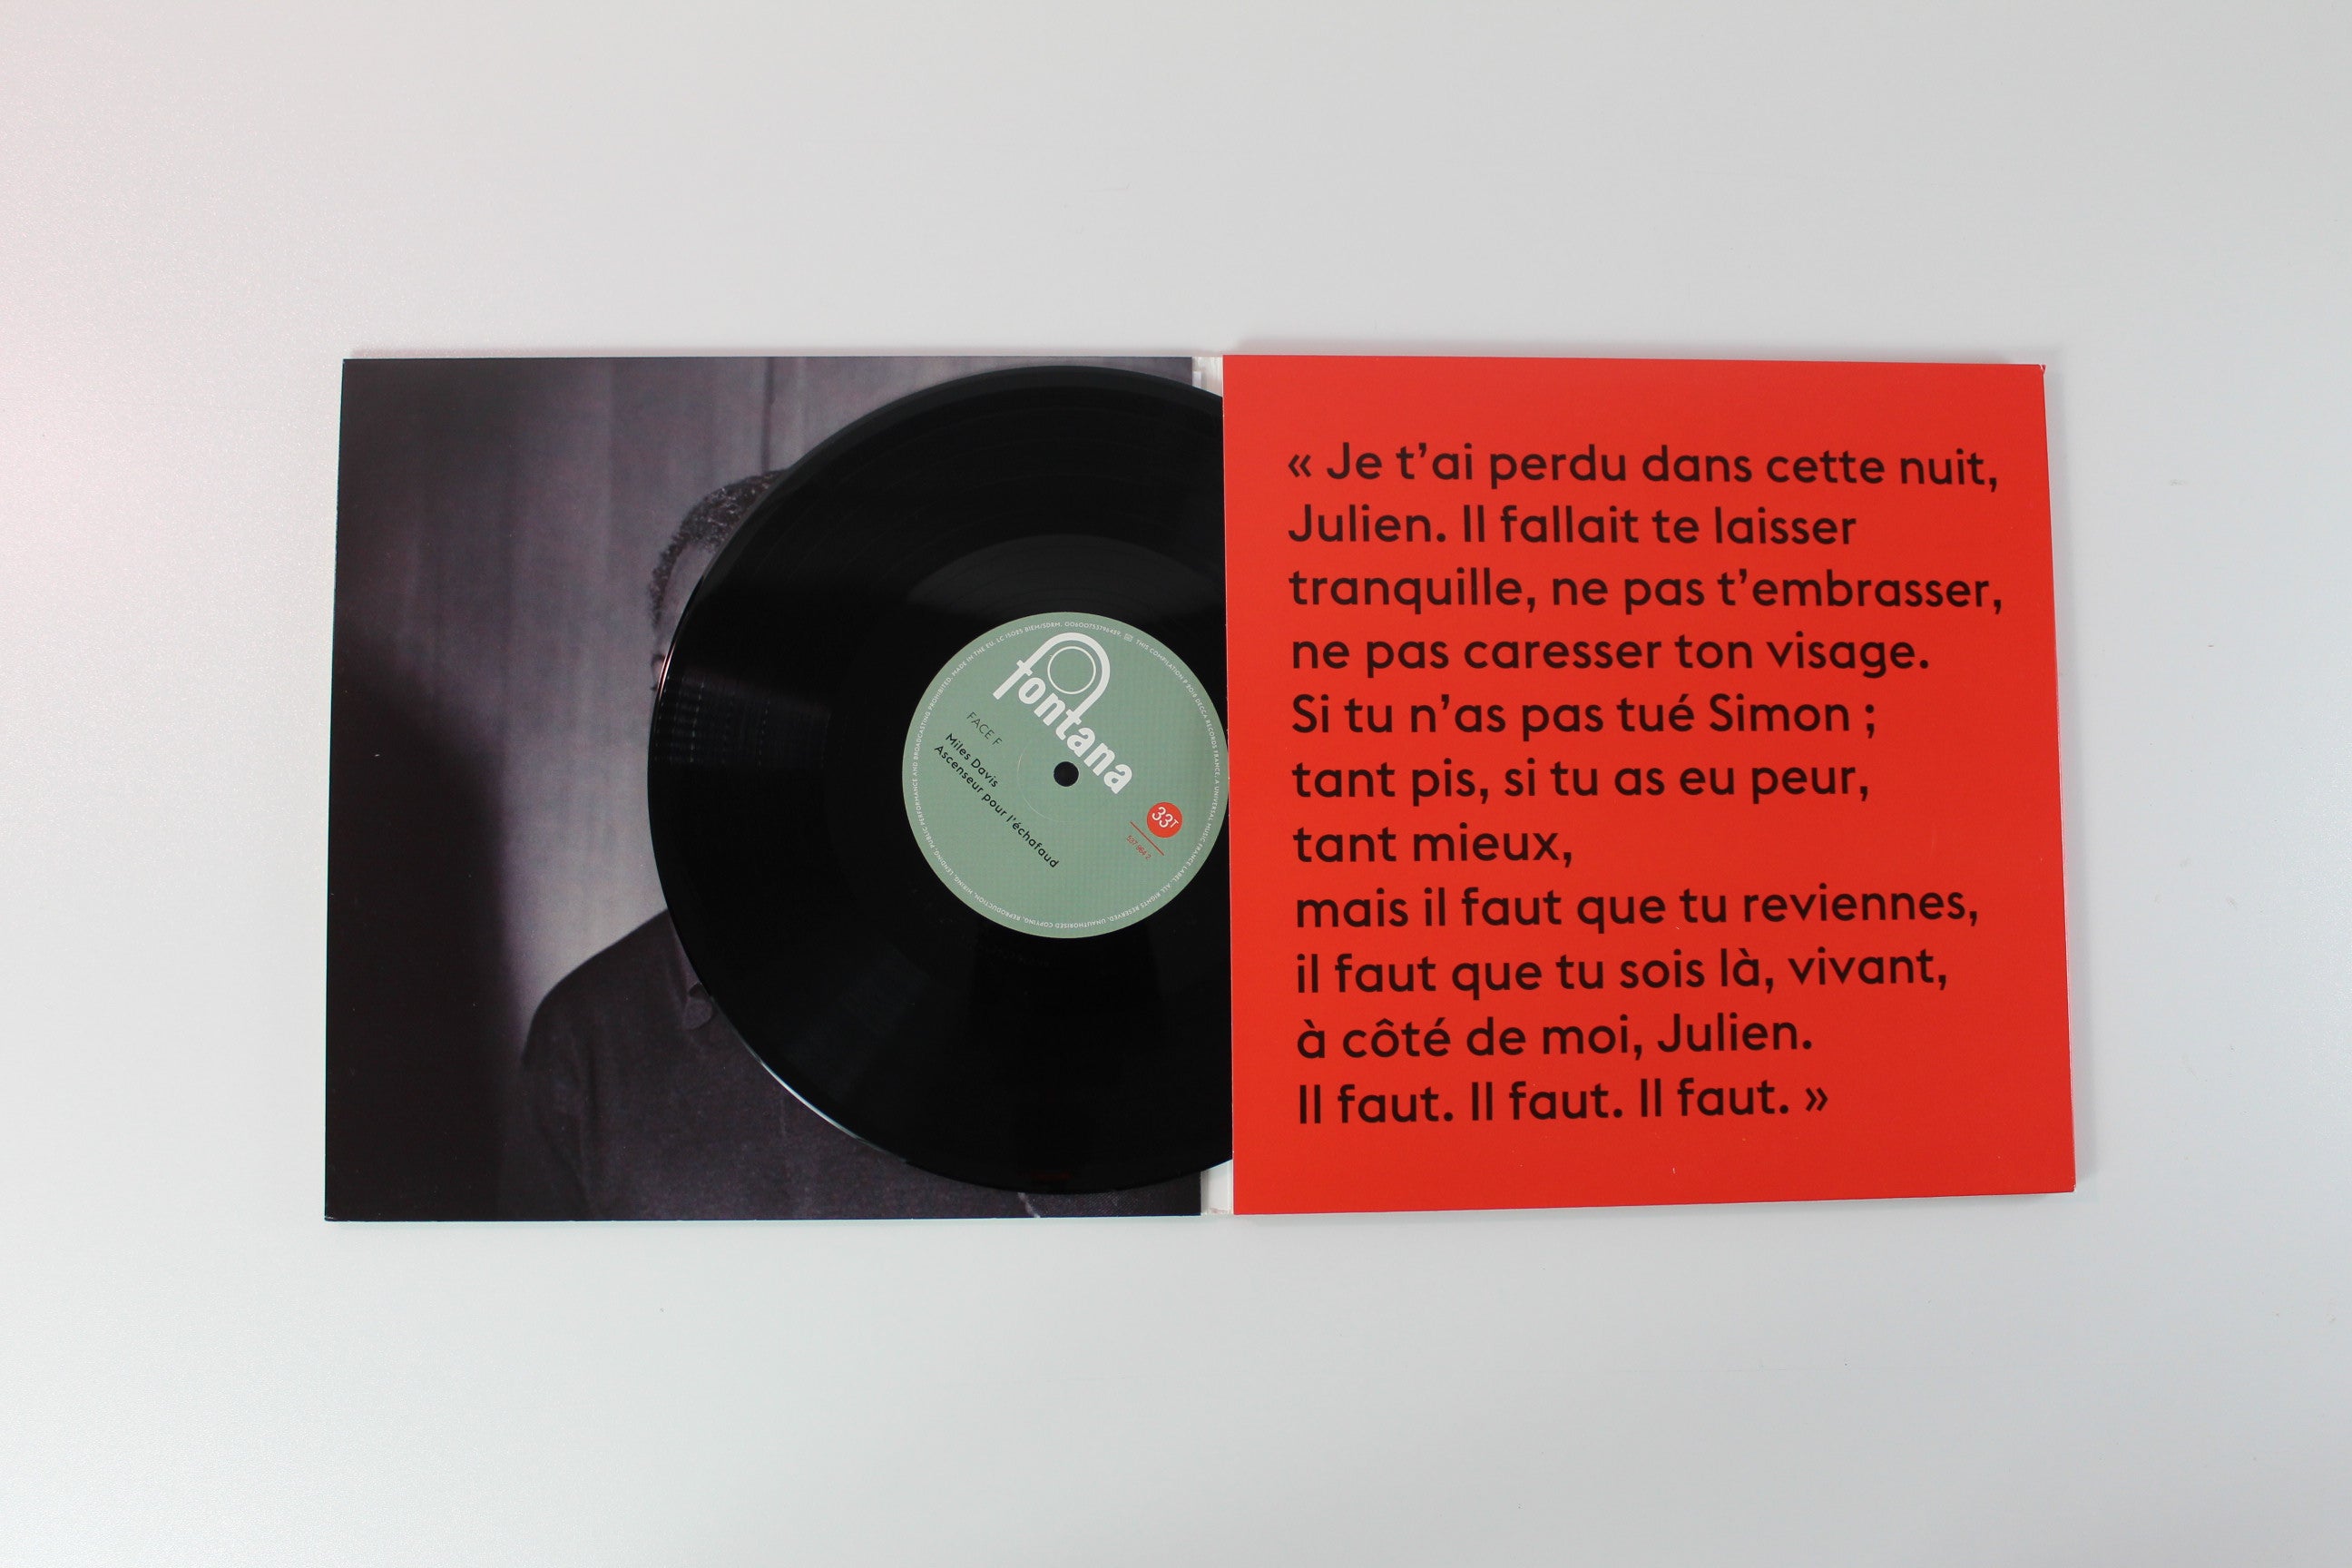 fontana
FACE F
Miles Davis
Ascenseur pour l'échafaud
33T
« Je t’ai perdu dans cette nuit,
Julien. Il fallait te laisser
tranquille, ne pas t’embrasser,
ne pas caresser ton visage.
Si tu n’as pas tué Simon ;
tant pis, si tu as eu peur,
tant mieux,
mais il faut que tu reviennes,
il faut que tu sois là, vivant,
à côté de moi, Julien.
Il faut. Il faut. Il faut. »